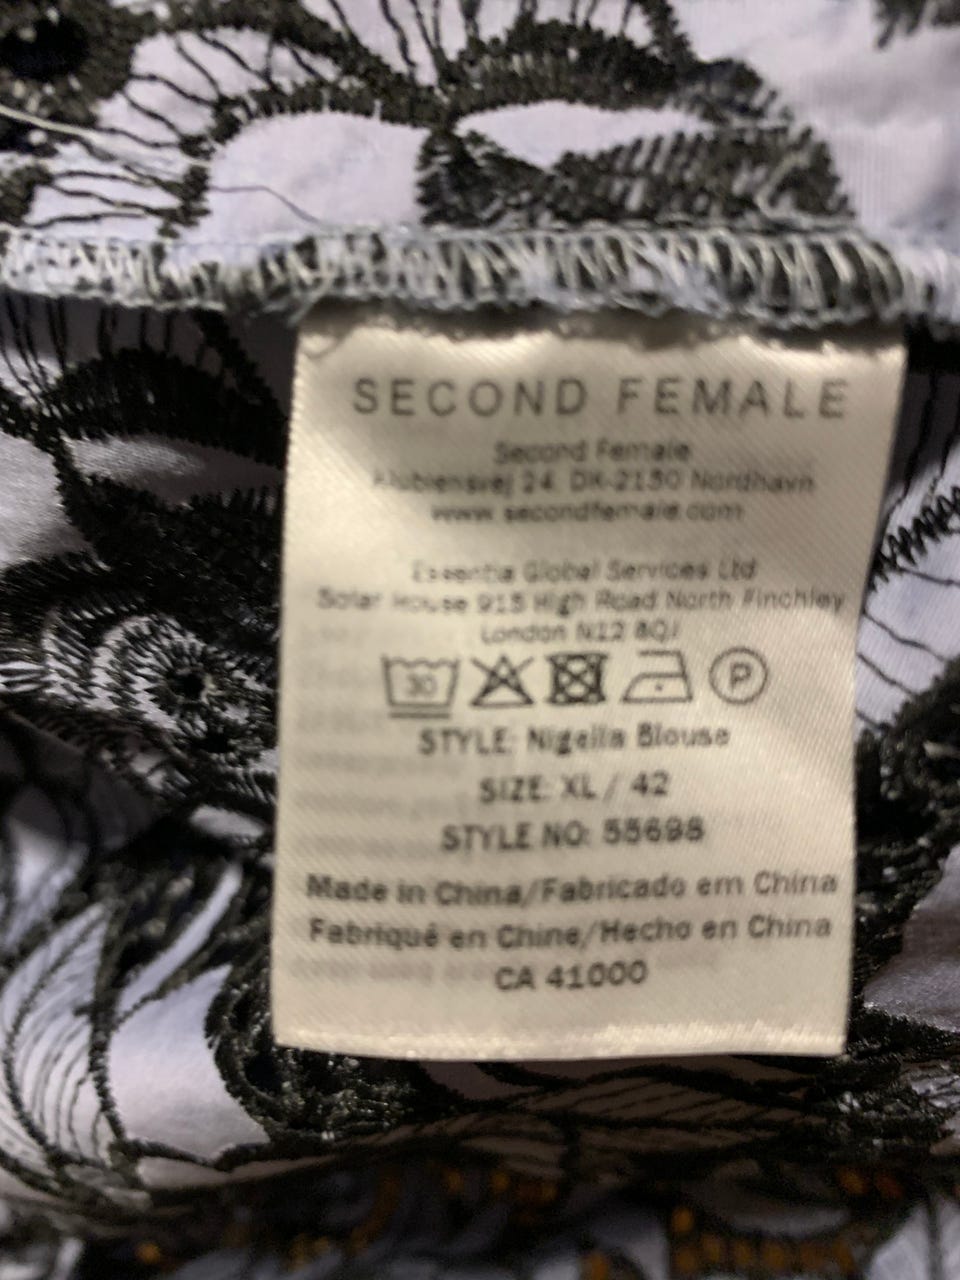 SECOND FEMALE
Second Female
24 DK-2150 Nordhavn
www.secondfemale.com
Essentia Global Services Ltd
Solar House 915 High Road North Finchley
London N12 8QJ
30
P
STYLE: Nigella Blouse
SIZE: XL / 42
STYLE NO: 55698
Made in China/Fabricado em China
Fabriqué en Chine/Hecho en China
CA 41000